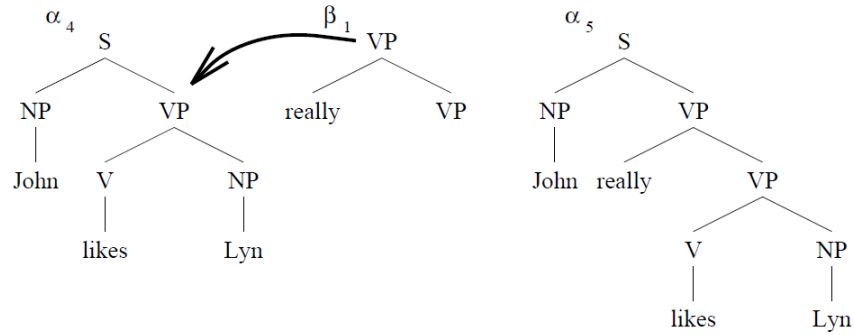 α4 β1 α5
S VP S
NP VP really VP NP VP
John V NP John really VP
likes Lyn V NP
likes Lyn